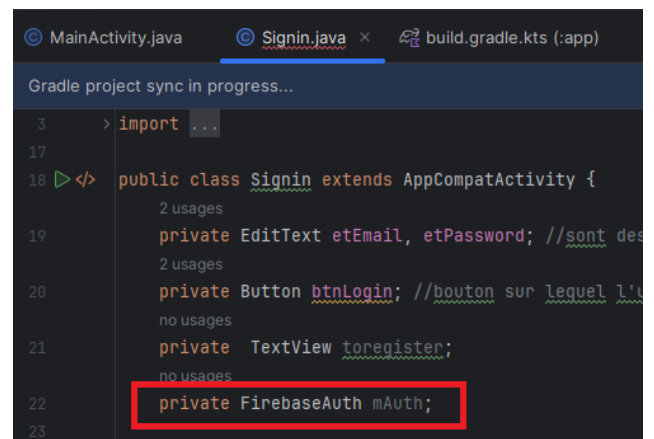 MainActivity.java Signin.java × build.gradle.kts (:app)
Gradle project sync in progress...
3 > import ...
17
18 </> public class Signin extends AppCompatActivity {
2 usages
19 private EditText etEmail, etPassword; //sont des
2 usages
20 private Button btnLogin; //bouton sur lequel l'u
no usages
21 private TextView toregister;
no usages
22 private FirebaseAuth mAuth;
23